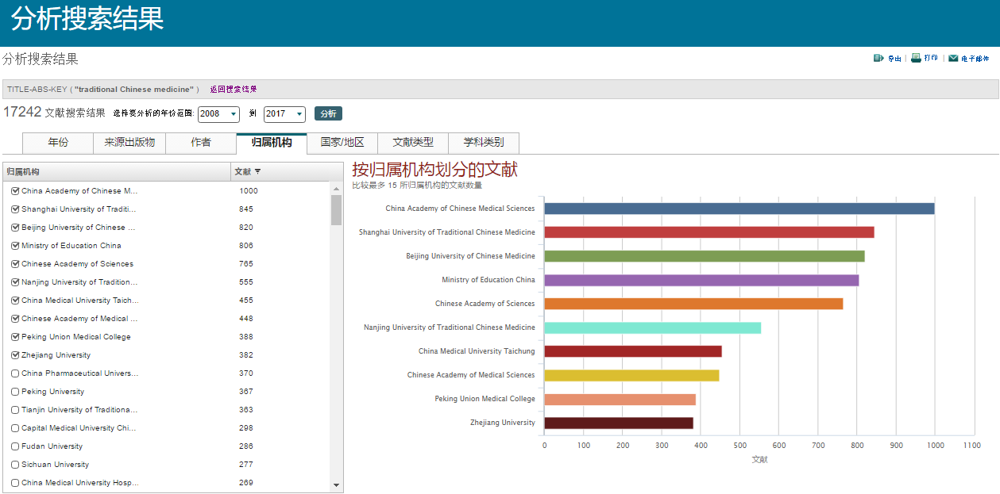 分析搜索结果
分析搜索结果
导出 | 打印 | 电子邮件
TITLE-ABS-KEY ( "traditional Chinese medicine" ) 返回搜索结果
17242 文献搜索结果 选择要分析的年份范围: 2008 到 2017 分析
年份 来源出版物 作者 归属机构 国家/地区 文献类型 学科类别
归属机构 文献
China Academy of Chinese M... 1000
Shanghai University of Traditi... 845
Beijing University of Chinese ... 820
Ministry of Education China 806
Chinese Academy of Sciences 765
Nanjing University of Tradition... 555
China Medical University Taich... 455
Chinese Academy of Medical ... 448
Peking Union Medical College 388
Zhejiang University 382
China Pharmaceutical Univers... 370
Peking University 367
Tianjin University of Traditiona... 363
Capital Medical University Chi... 298
Fudan University 286
Sichuan University 277
China Medical University Hosp... 269
按归属机构划分的文献
比较最多 15 所归属机构的文献数量
China Academy of Chinese Medical Sciences
Shanghai University of Traditional Chinese Medicine
Beijing University of Chinese Medicine
Ministry of Education China
Chinese Academy of Sciences
Nanjing University of Traditional Chinese Medicine
China Medical University Taichung
Chinese Academy of Medical Sciences
Peking Union Medical College
Zhejiang University
0 100 200 300 400 500 600 700 800 900 1000 1100
文献